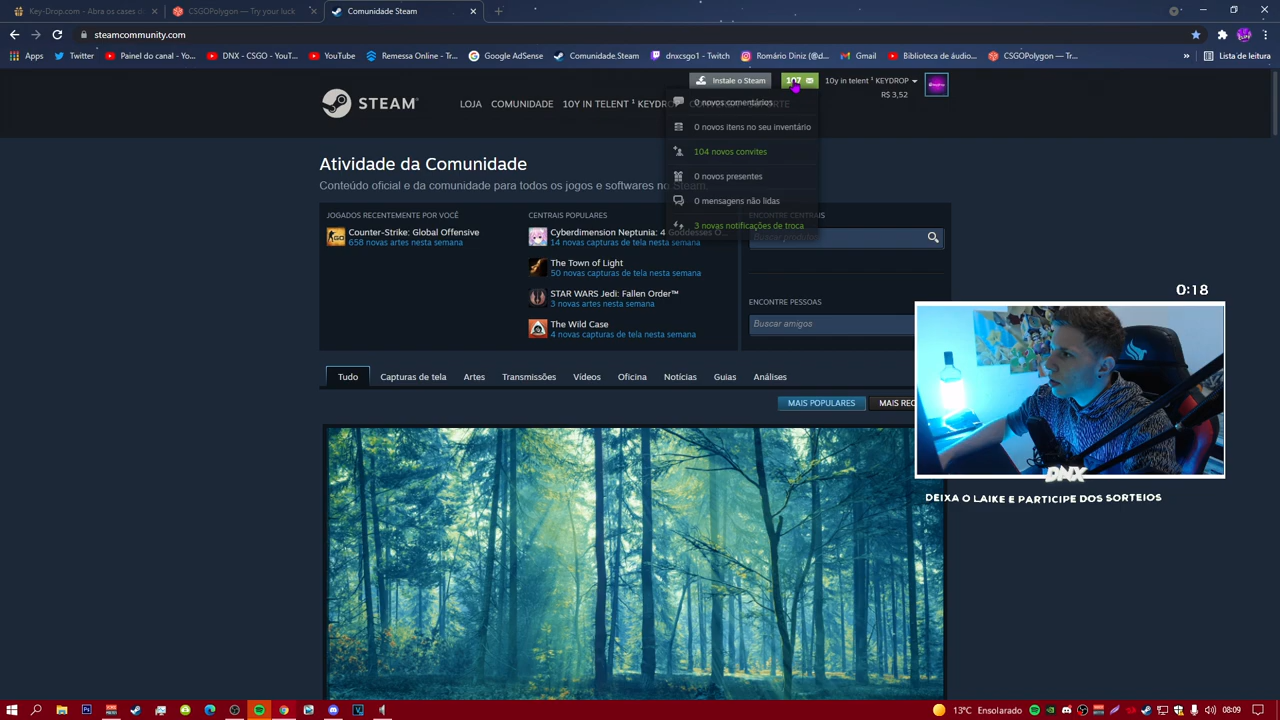 Key-Drop.com - Abra os cases d
CSGOPolygon — Try your luck
Comunidade Steam
steamcommunity.com
Apps
Twitter
Painel do canal - Yo...
DNX - CSGO - YouT...
YouTube
Remessa Online - Tr...
Google AdSense
Comunidade.Steam
dnxcsgo1 - Twitch
Romário Diniz (@d...
Gmail
Biblioteca de áudio...
CSGOPolygon — Tr...
Lista de leitura
Instale o Steam
107
10y in telent ¹ KEYDROP
R$ 3,52
STEAM
LOJA
COMUNIDADE
10Y IN TELENT ¹ KEYDRO
0 novos comentários
0 novos itens no seu inventário
104 novos convites
0 novos presentes
0 mensagens não lidas
3 novas notificações de troca
Atividade da Comunidade
Conteúdo oficial e da comunidade para todos os jogos e softwares no Steam.
JOGADOS RECENTEMENTE POR VOCÊ
Counter-Strike: Global Offensive
658 novas artes nesta semana
CENTRAIS POPULARES
Cyberdimension Neptunia: 4 Goddesses O...
14 novas capturas de tela nesta semana
The Town of Light
50 novas capturas de tela nesta semana
STAR WARS Jedi: Fallen Order™
3 novas artes nesta semana
The Wild Case
4 novas capturas de tela nesta semana
ENCONTRE CENTRAIS
Buscar produtos
ENCONTRE PESSOAS
Buscar amigos
Tudo
Capturas de tela
Artes
Transmissões
Vídeos
Oficina
Notícias
Guias
Análises
MAIS POPULARES
MAIS REC
0:18
DNX
DEIXA O LAIKE E PARTICIPE DOS SORTEIOS
13°C Ensolarado
08:09